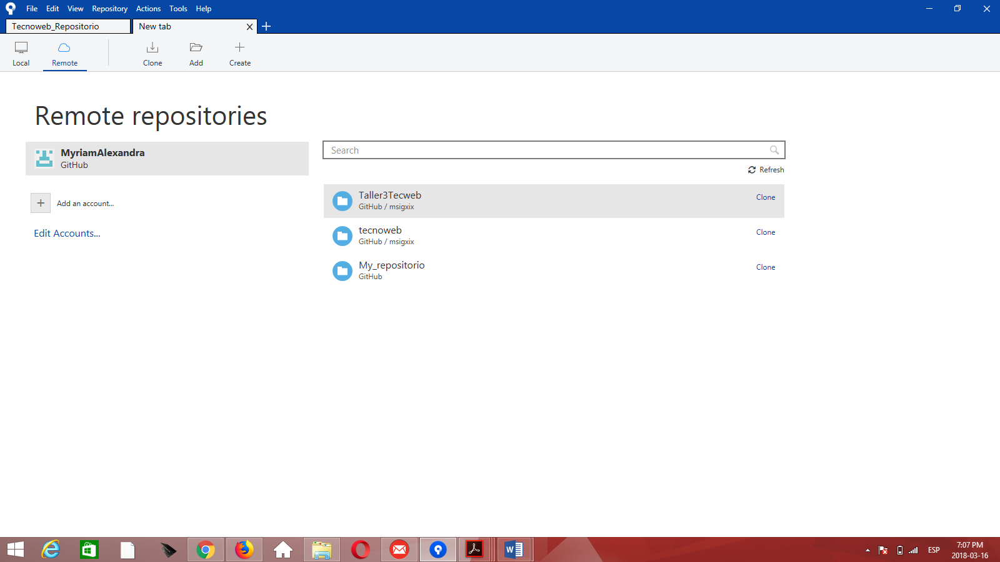 File Edit View Repository Actions Tools Help
Tecnoweb_Repositorio New tab
Local Remote Clone Add Create
Remote repositories
MyriamAlexandra
GitHub
Add an account...
Edit Accounts...
Search
Refresh
Taller3Tecweb Clone
GitHub / msigxix
tecnoweb Clone
GitHub / msigxix
My_repositorio Clone
GitHub
ESP
7:07 PM
2018-03-16